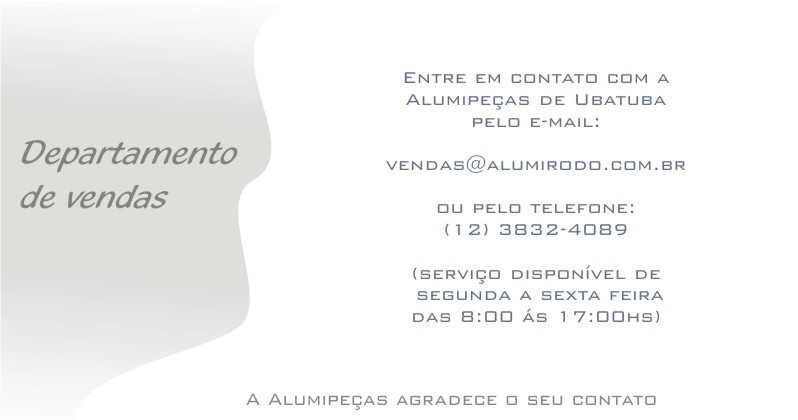 Departamento
de vendas
Entre em contato com a
Alumipeças de Ubatuba
pelo e-mail:
vendas@alumirodo.com.br
ou pelo telefone:
(12) 3832-4089
(serviço disponível de
segunda a sexta feira
das 8:00 ás 17:00hs)
A Alumipeças agradece o seu contato